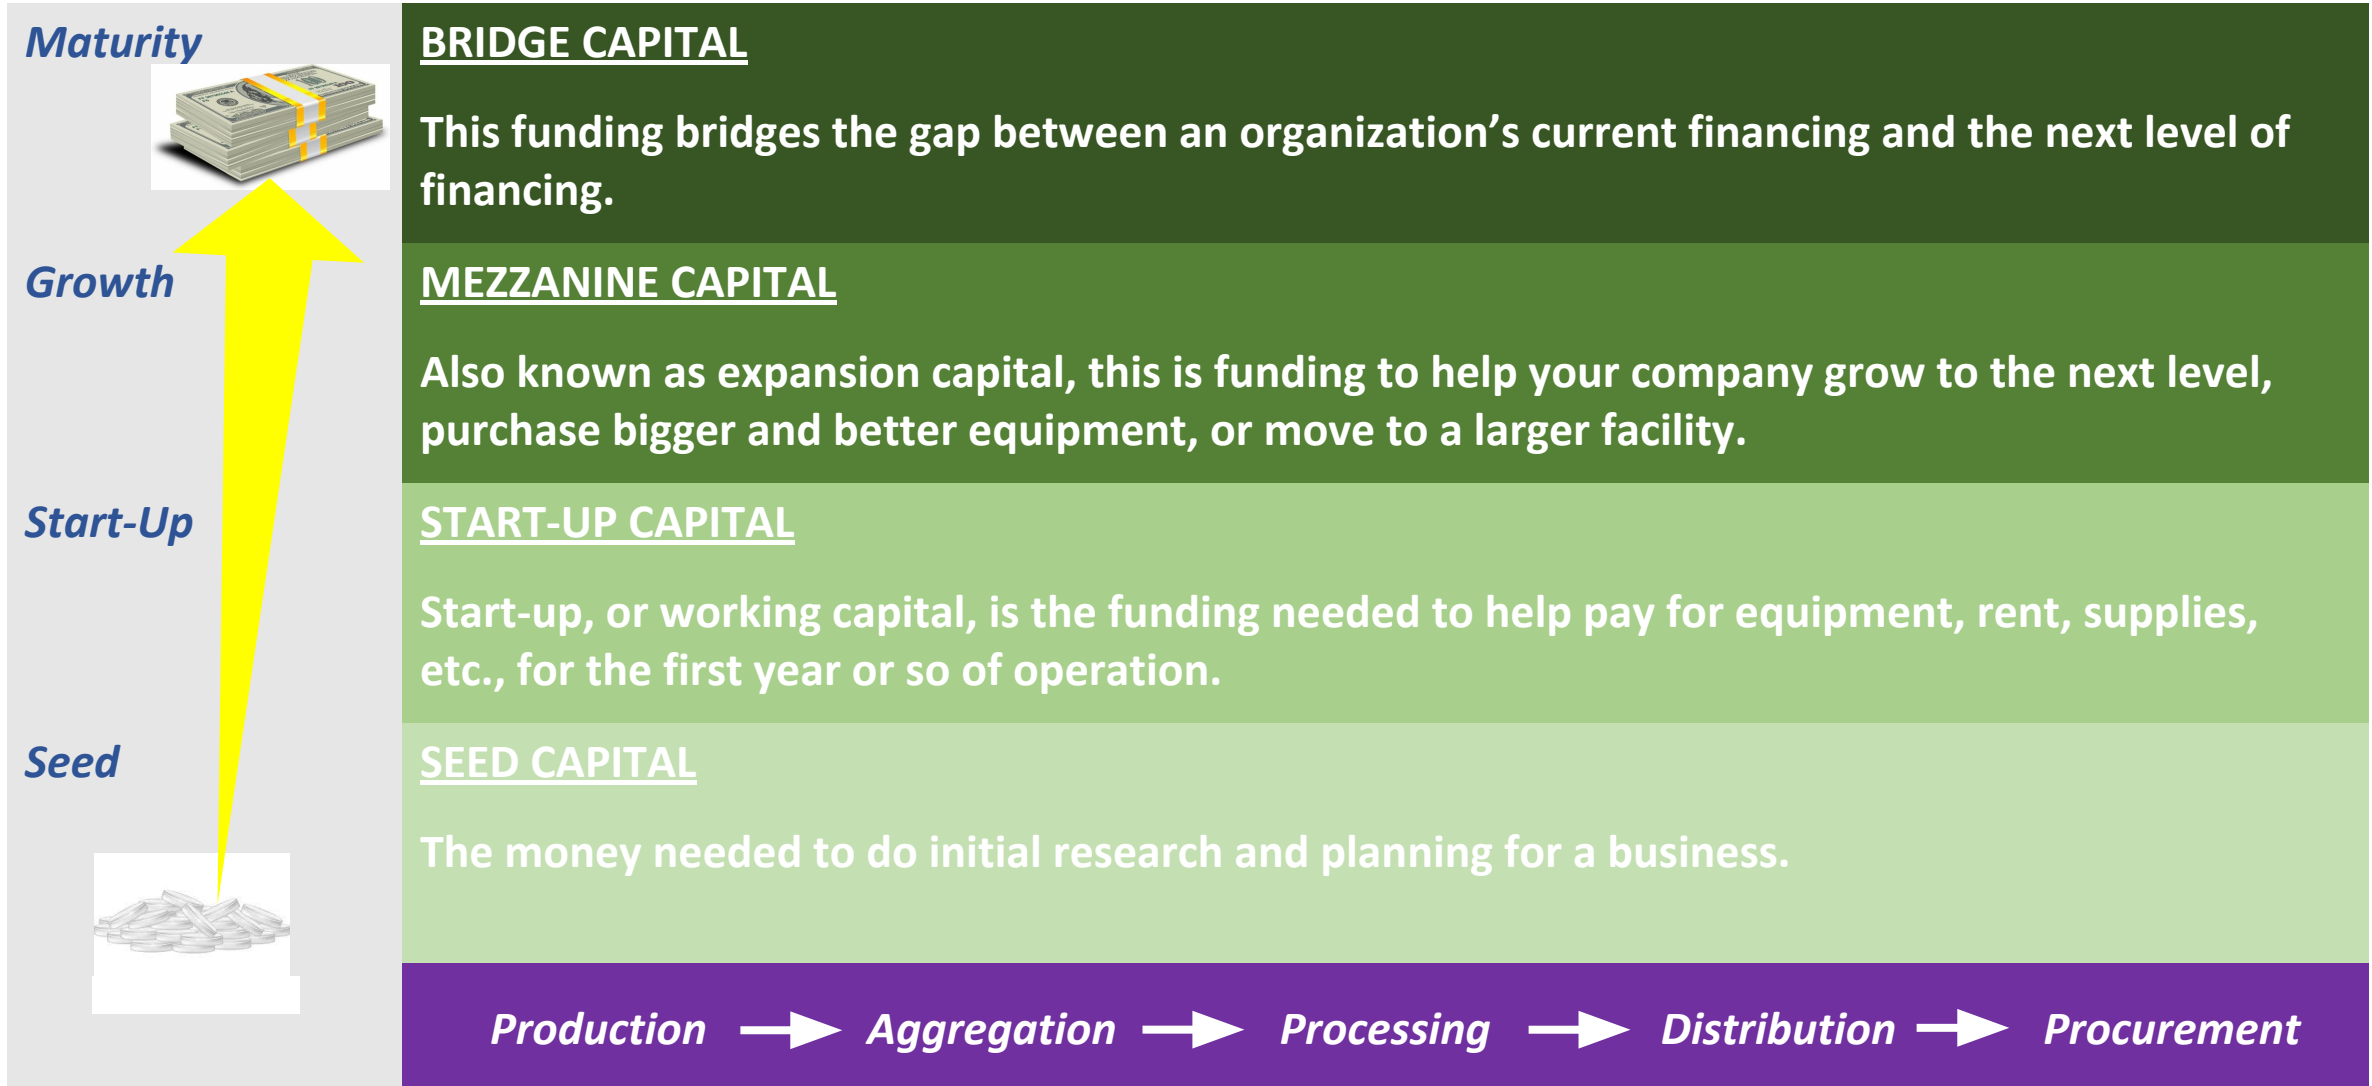 Maturity
BRIDGE CAPITAL
This funding bridges the gap between an organization’s current financing and the next level of
financing.
Growth
MEZZANINE CAPITAL
Also known as expansion capital, this is funding to help your company grow to the next level,
purchase bigger and better equipment, or move to a larger facility.
Start-Up
START-UP CAPITAL
Start-up, or working capital, is the funding needed to help pay for equipment, rent, supplies,
etc., for the first year or so of operation.
Seed
SEED CAPITAL
The money needed to do initial research and planning for a business.
Production Aggregation Processing Distribution Procurement